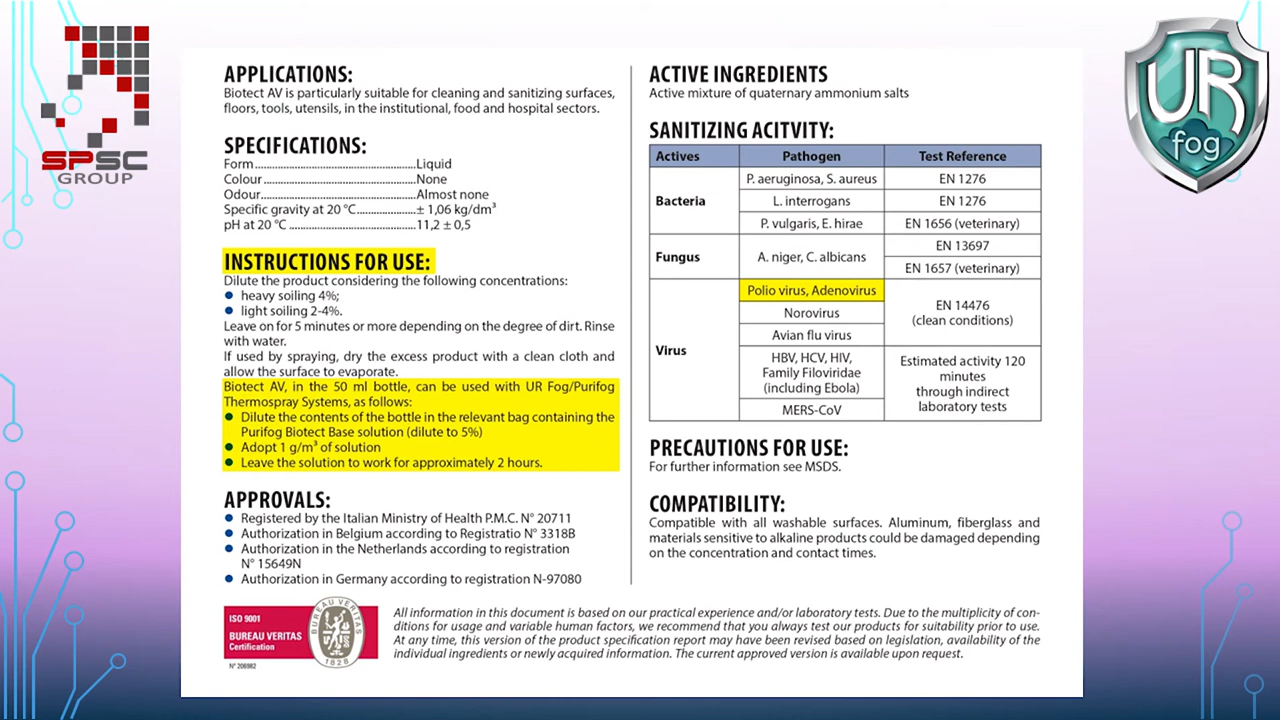 SPSC
GROUP
UR
fog
APPLICATIONS:
Biotect AV is particularly suitable for cleaning and sanitizing surfaces,
floors, tools, utensils, in the institutional, food and hospital sectors.
SPECIFICATIONS:
Form......................................................Liquid
Colour...................................................None
Odour....................................................Almost none
Specific gravity at 20 °C....................± 1,06 kg/dm³
pH at 20 °C ..........................................11,2 ± 0,5
INSTRUCTIONS FOR USE:
Dilute the product considering the following concentrations:
● heavy soiling 4%;
● light soiling 2-4%.
Leave on for 5 minutes or more depending on the degree of dirt. Rinse
with water.
If used by spraying, dry the excess product with a clean cloth and
allow the surface to evaporate.
Biotect AV, in the 50 ml bottle, can be used with UR Fog/Purifog
Thermospray Systems, as follows:
● Dilute the contents of the bottle in the relevant bag containing the
Purifog Biotect Base solution (dilute to 5%)
● Adopt 1 g/m³ of solution
● Leave the solution to work for approximately 2 hours.
APPROVALS:
● Registered by the Italian Ministry of Health P.M.C. N° 20711
● Authorization in Belgium according to Registratio N° 3318B
● Authorization in the Netherlands according to registration
N° 15649N
● Authorization in Germany according to registration N-97080
ACTIVE INGREDIENTS
Active mixture of quaternary ammonium salts
SANITIZING ACITVITY:
Actives Pathogen Test Reference
Bacteria
P. aeruginosa, S. aureus EN 1276
L. interrogans EN 1276
P. vulgaris, E. hirae EN 1656 (veterinary)
Fungus
A. niger, C. albicans
EN 13697
EN 1657 (veterinary)
Virus
Polio virus, Adenovirus
Norovirus
Avian flu virus
EN 14476
(clean conditions)
HBV, HCV, HIV,
Family Filoviridae
(including Ebola)
MERS-CoV
Estimated activity 120
minutes
through indirect
laboratory tests
PRECAUTIONS FOR USE:
For further information see MSDS.
COMPATIBILITY:
Compatible with all washable surfaces. Aluminum, fiberglass and
materials sensitive to alkaline products could be damaged depending
on the concentration and contact times.
ISO 9001
BUREAU VERITAS
Certification
N° 206982
BUREAU VERITAS
1828
All information in this document is based on our practical experience and/or laboratory tests. Due to the multiplicity of con-
ditions for usage and variable human factors, we recommend that you always test our products for suitability prior to use.
At any time, this version of the product specification report may have been revised based on legislation, availability of the
individual ingredients or newly acquired information. The current approved version is available upon request.